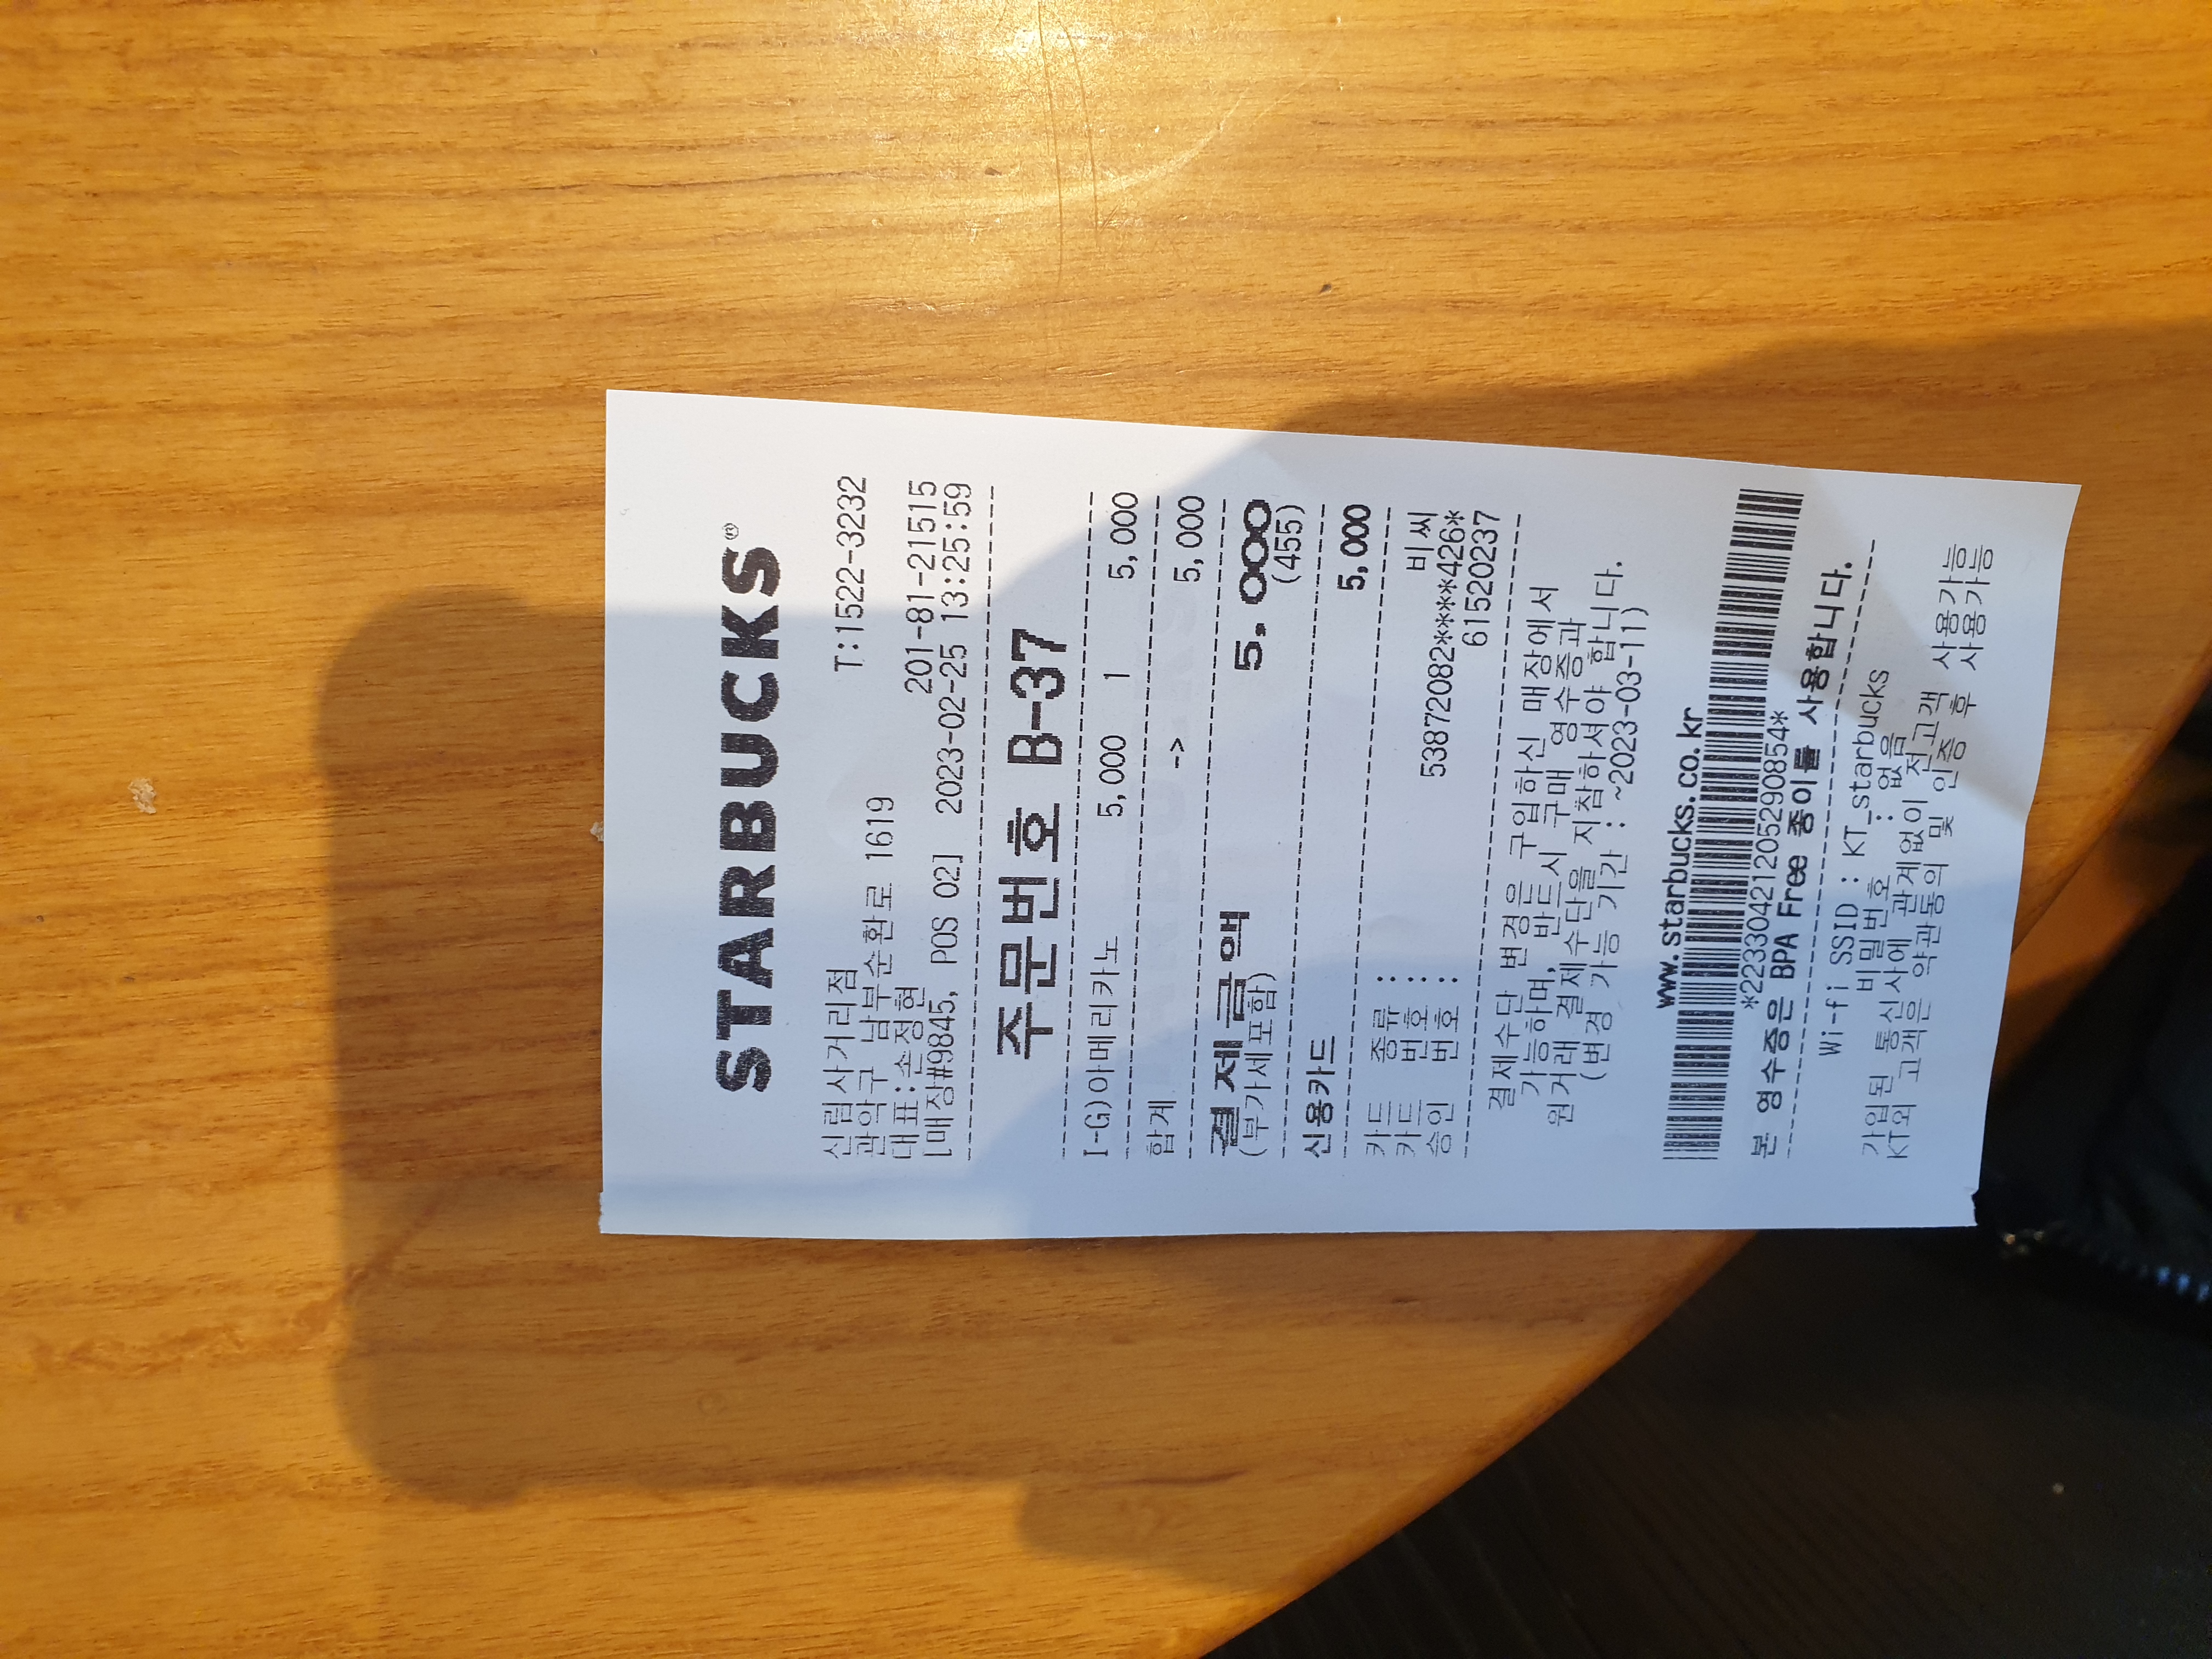 STARBUCKS®
신림사거리점 T:1522-3232
관악구 남부순환로 1619
대표:손정현 201-81-21515
[매장#9845, POS 02] 2023-02-25 13:25:59
주문번호 B-37
I-G)아메리카노 5,000 1 5,000
합계 -> 5,000
결제금액 5,000
(부가세포함) (455)
신용카드 5,000
카드 종류 : 비씨
카드 번호 : 53872082****426*
승인 번호 : 61520237
결제수단 변경은 구입하신 매장에서
가능하며, 반드시 구매 영수증과
원거래 결제수단을 지참하셔야 합니다.
(변경 가능 기간 : ~2023-03-11)
www.starbucks.co.kr
*22330421205290854*
본 영수증은 BPA Free 종이를 사용합니다.
Wi-fi SSID : KT_starbucks
비밀번호 : 없음
가입된 통신사에 관계없이 전고객 사용가능
KT외 고객은 약관동의 및 인증 후 사용가능